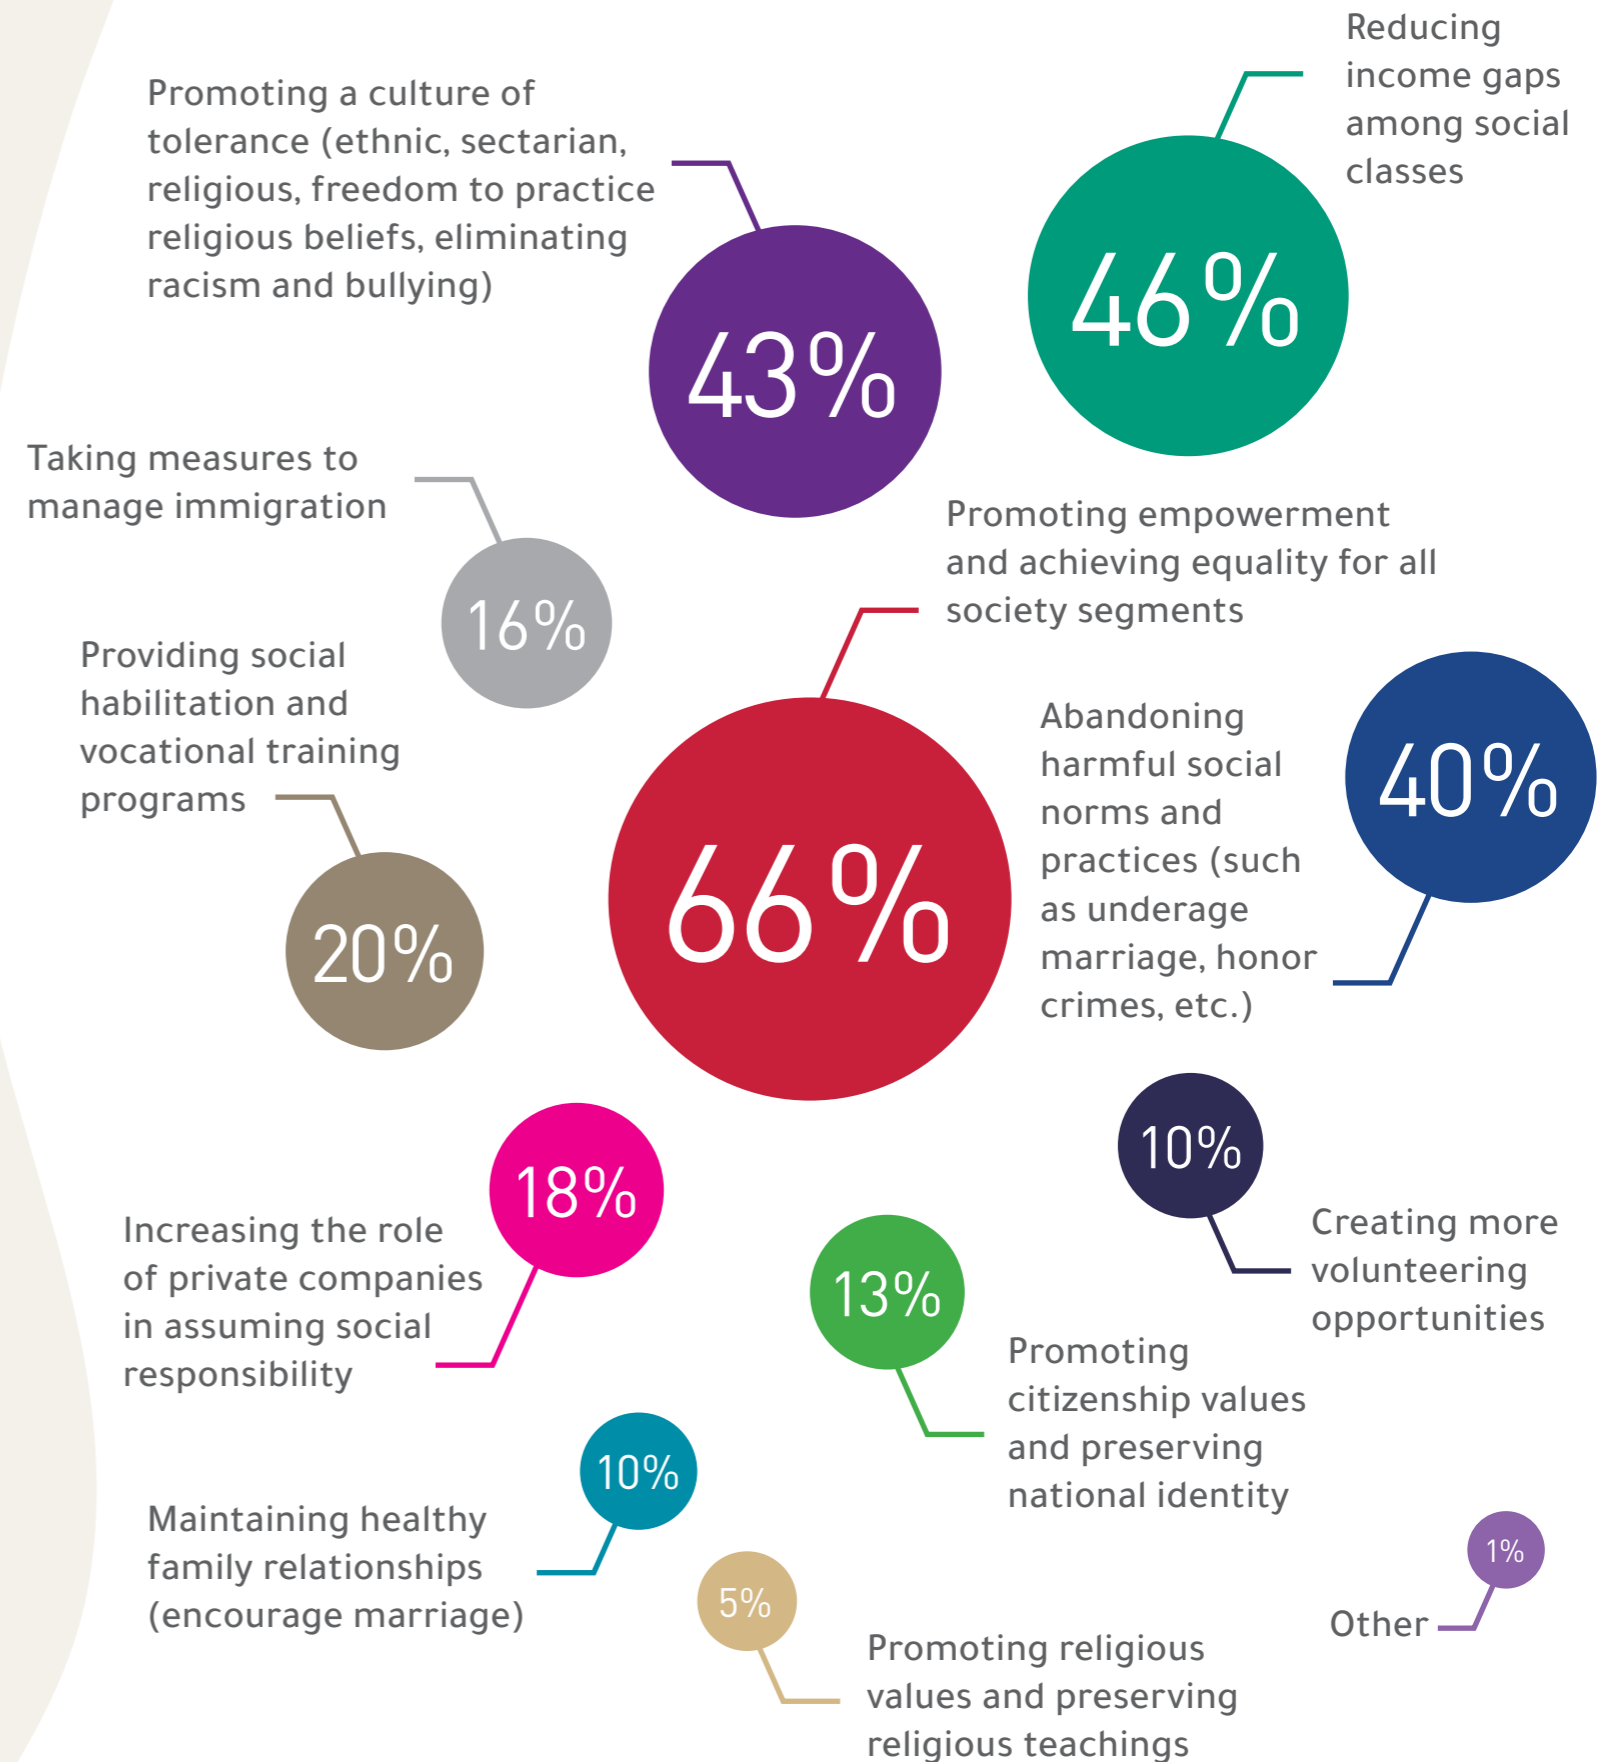 Reducing
income gaps
among social
classes
46%
Promoting a culture of
tolerance (ethnic, sectarian,
religious, freedom to practice
religious beliefs, eliminating
racism and bullying)
43%
Taking measures to
manage immigration
16%
Promoting empowerment
and achieving equality for all
society segments
66%
Providing social
habilitation and
vocational training
programs
20%
Abandoning
harmful social
norms and
practices (such
as underage
marriage, honor
crimes, etc.)
40%
18%
Increasing the role
of private companies
in assuming social
responsibility
10%
Creating more
volunteering
opportunities
13%
Promoting
citizenship values
and preserving
national identity
10%
Maintaining healthy
family relationships
(encourage marriage)
5%
Promoting religious
values and preserving
religious teachings
1%
Other